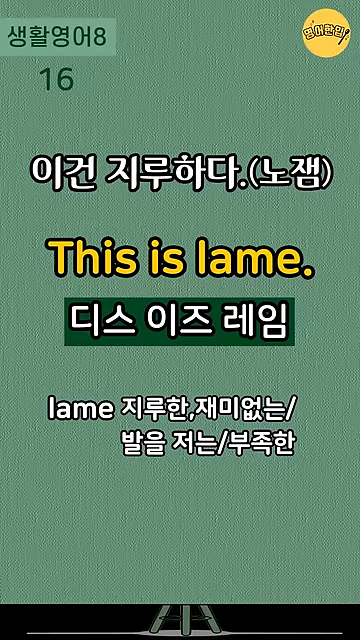 생활영어8
영어한입
16
이건 지루하다.(노잼)
This is lame.
디스 이즈 레임
lame 지루한,재미없는/
발을 저는/부족한